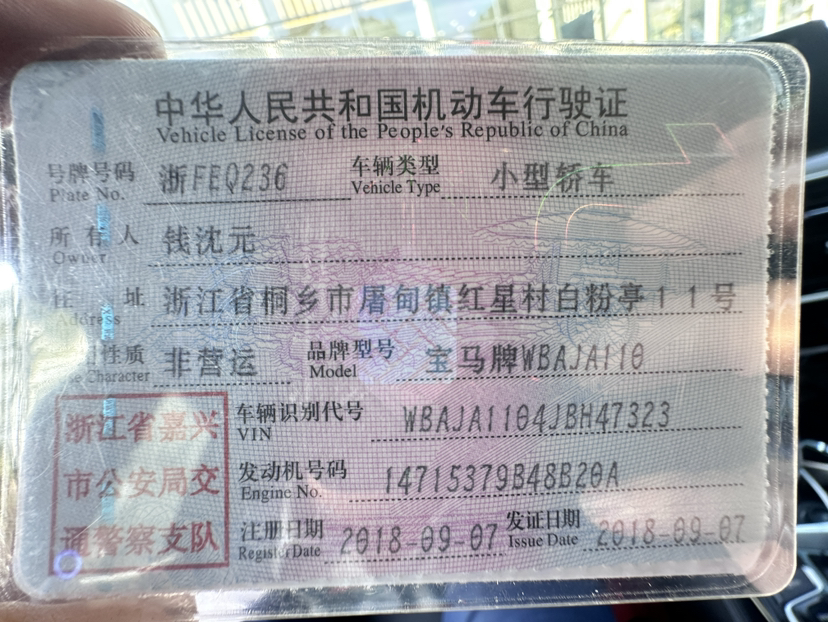 中华人民共和国机动车行驶证
Vehicle License of the People's Republic of China
号牌号码 浙FEQ236 车辆类型 小型轿车
Plate No. Vehicle Type
所有人 钱沈元
Owner
住址 浙江省桐乡市屠甸镇红星村白粉亭11号
Address
性质 非营运 品牌型号 宝马牌WBAJA110
Character Model
浙江省嘉兴
市公安局交
通警察支队
车辆识别代号 WBAJA1104JBH47323
VIN
发动机号码 14715379B48B20A
Engine No.
注册日期 2018-09-07 发证日期 2018-09-07
Register Date Issue Date